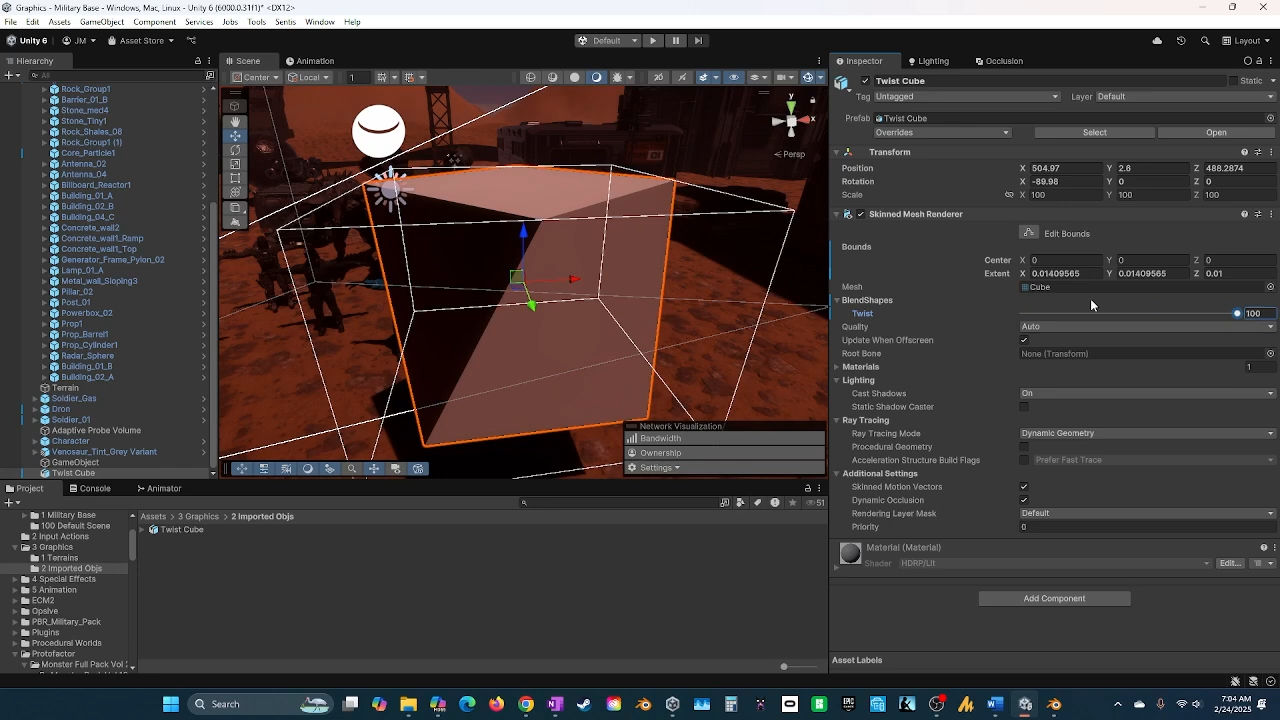 Graphics - Military Base - Windows, Mac, Linux - Unity 6 (6000.0.31f1)* <DX12>
File Edit Assets GameObject Component Services Jobs Tools Window Help
Unity 6 JM Asset Store Default Layout
Hierarchy
All
Rock_Group1
Barrier_01_B
Stone_med4
Stone_Tiny1
Rock_Shales_08
Rock_Group1 (1)
Core_Particle1
Antenna_02
Antenna_04
Billboard_Reactor1
Building_01_A
Building_02_B
Building_04_C
Concrete_wall2
Concrete_wall1_Ramp
Concrete_wall1_Top
Generator_Frame_Pylon_02
Lamp_01_A
Metal_wall_Sloping3
Pillar_02
Post_01
Powerbox_02
Prop1
Prop_Barrel1
Prop_Cylinder1
Radar_Sphere
Building_01_B
Building_02_A
Terrain
Soldier_Gas
Dron
Soldier_01
Adaptive Probe Volume
Character
Venosaur_Tint_Grey Variant
GameObject
Twist Cube
Scene Animation
Center Local 1
y
x
Persp
Network Visualization
Bandwidth
Ownership
Settings
Inspector Lighting Occlusion
Twist Cube Static
Tag Untagged Layer Default
Prefab Twist Cube
Overrides Select Open
Transform
Position X 504.97 Y 2.6 Z 488.2874
Rotation X -89.98 Y 0 Z 0
Scale X 100 Y 100 Z 100
Skinned Mesh Renderer
Edit Bounds
Bounds
Center X 0 Y 0 Z 0
Extent X 0.01409565 Y 0.01409565 Z 0.01
Mesh Cube
BlendShapes
Twist 100
Quality Auto
Update When Offscreen
Root Bone None (Transform)
Materials 1
Lighting
Cast Shadows On
Static Shadow Caster
Ray Tracing
Ray Tracing Mode Dynamic Geometry
Procedural Geometry
Acceleration Structure Build Flags Prefer Fast Trace
Additional Settings
Skinned Motion Vectors
Dynamic Occlusion
Rendering Layer Mask Default
Priority 0
Material (Material)
Shader HDRP/Lit Edit...
Add Component
Asset Labels
Project Console Animator
51
1 Military Base
100 Default Scene
2 Input Actions
3 Graphics
1 Terrains
2 Imported Objs
4 Special Effects
5 Animation
ECM2
Opsive
PBR_Military_Pack
Plugins
Procedural Worlds
Protofactor
Monster Full Pack Vol
Assets > 3 Graphics > 2 Imported Objs
Twist Cube
Search
2:04 AM
2/24/2025